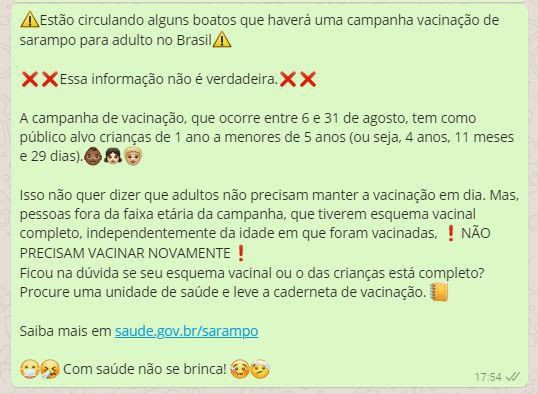 ⚠️Estão circulando alguns boatos que haverá uma campanha vacinação de
sarampo para adulto no Brasil⚠️
❌❌Essa informação não é verdadeira.❌❌
A campanha de vacinação, que ocorre entre 6 e 31 de agosto, tem como
público alvo crianças de 1 ano a menores de 5 anos (ou seja, 4 anos, 11 meses
e 29 dias).
Isso não quer dizer que adultos não precisam manter a vacinação em dia. Mas,
pessoas fora da faixa etária da campanha, que tiverem esquema vacinal
completo, independentemente da idade em que foram vacinadas, ❗NÃO
PRECISAM VACINAR NOVAMENTE❗
Ficou na dúvida se seu esquema vacinal ou o das crianças está completo?
Procure uma unidade de saúde e leve a caderneta de vacinação.
Saiba mais em saude.gov.br/sarampo
Com saúde não se brinca!
17:54